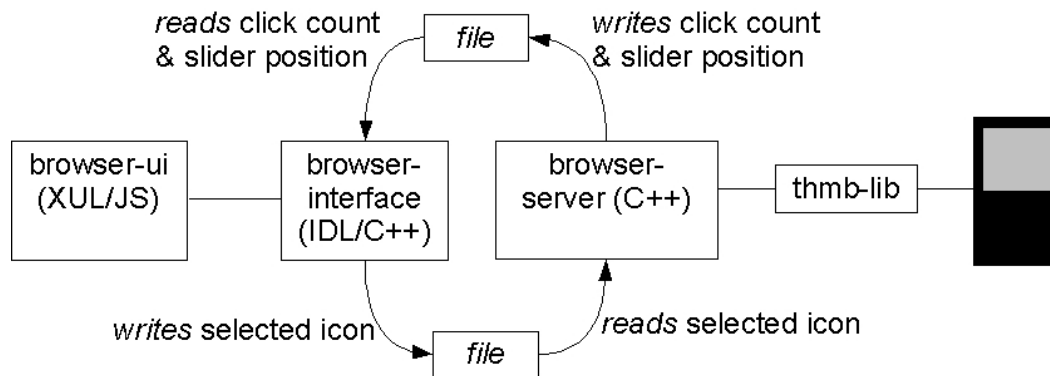 reads click count
& slider position
file
writes click count
& slider position
browser-ui
(XUL/JS)
browser-
interface
(IDL/C++)
browser-
server (C++)
thmb-lib
writes selected icon
file
reads selected icon